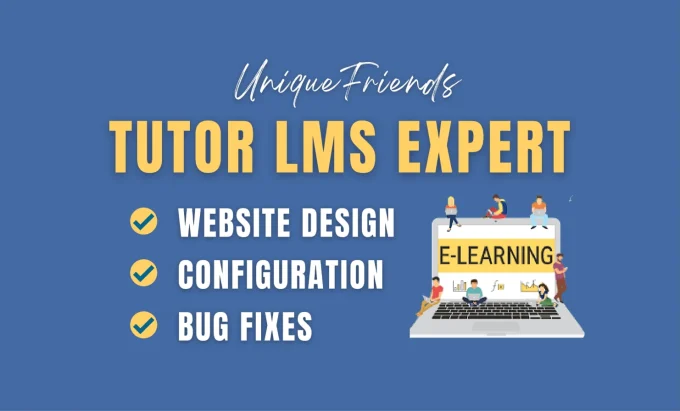 UniqueFriends
TUTOR LMS EXPERT
WEBSITE DESIGN
CONFIGURATION
BUG FIXES
E-LEARNING